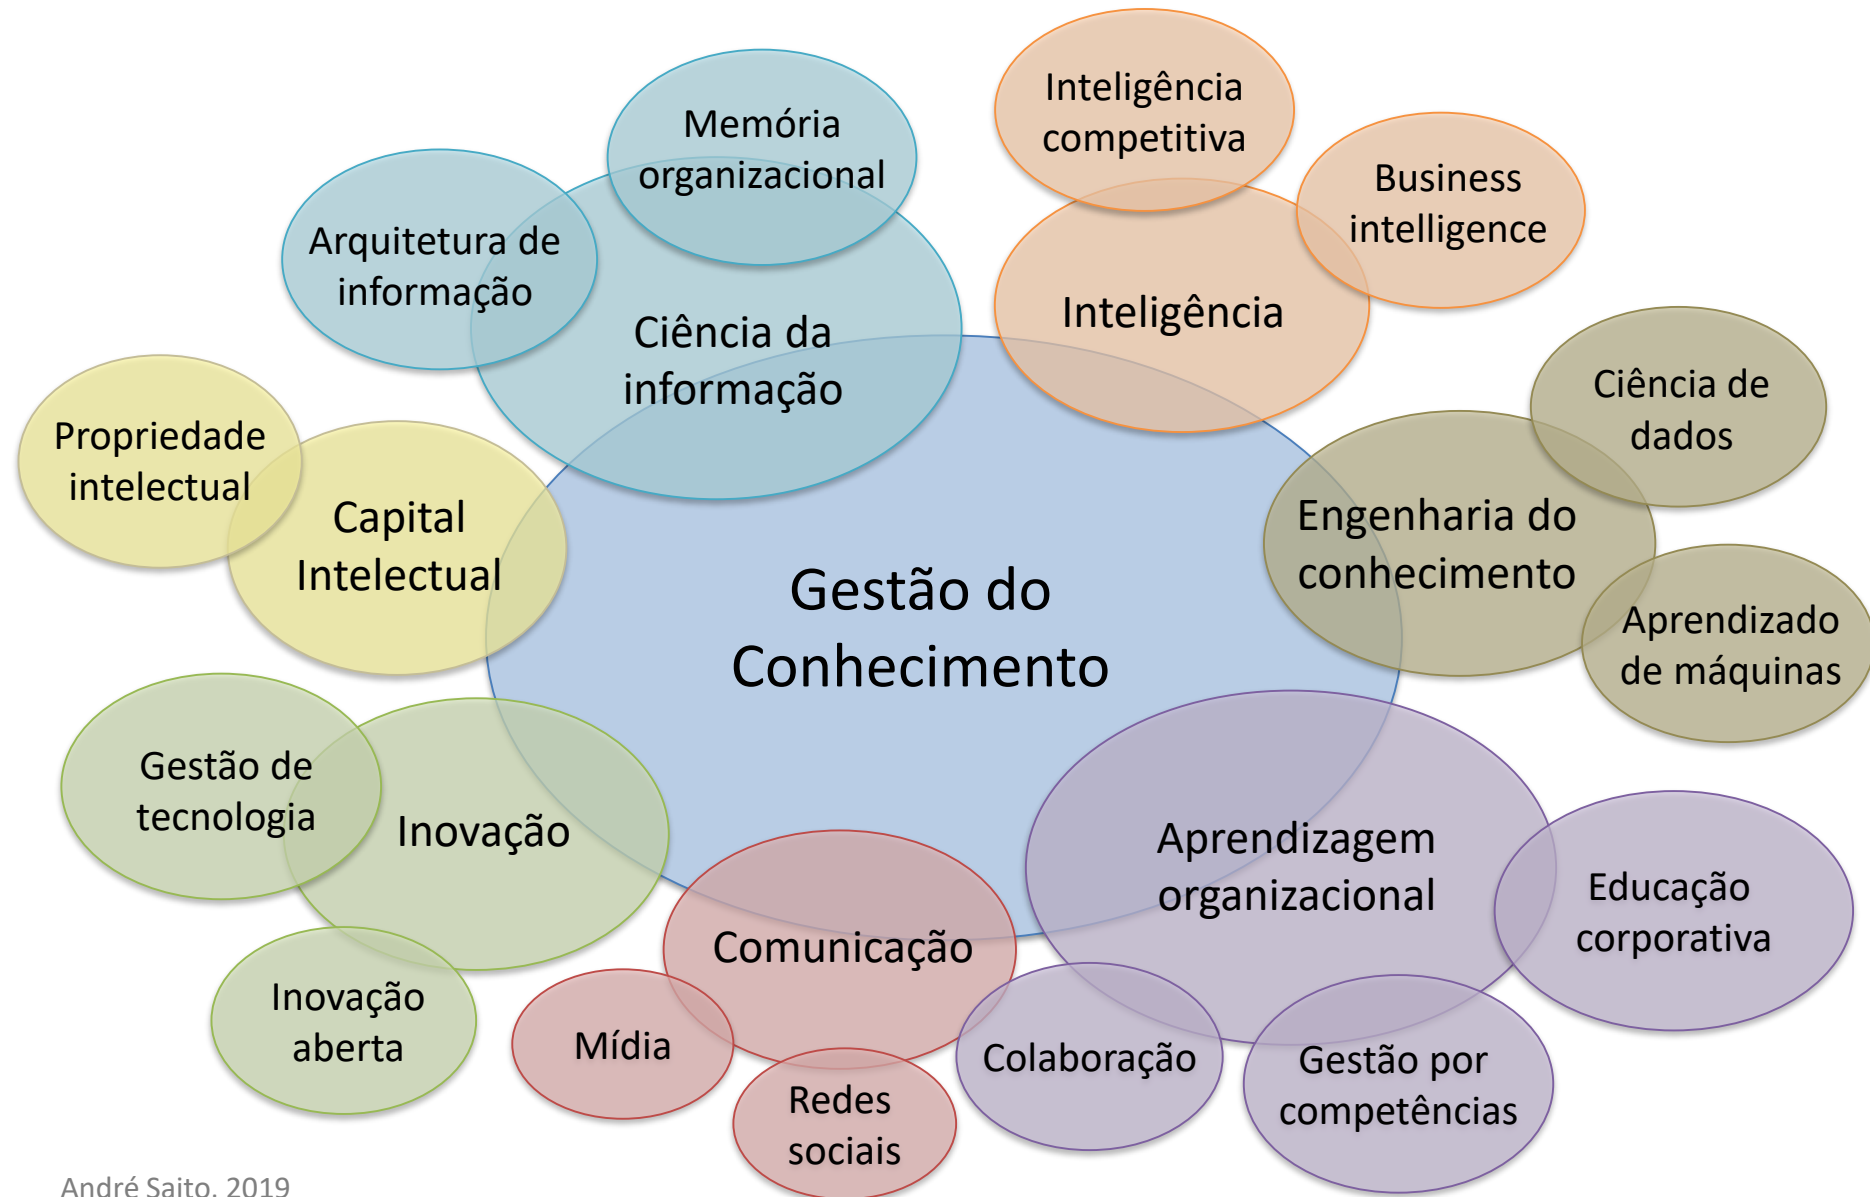 Inteligência
competitiva
Memória
organizacional
Business
intelligence
Arquitetura de
informação
Inteligência
Ciência da
informação
Ciência de
dados
Propriedade
intelectual
Capital
Intelectual
Engenharia do
conhecimento
Gestão do
Conhecimento
Aprendizado
de máquinas
Gestão de
tecnologia
Inovação
Aprendizagem
organizacional
Educação
corporativa
Comunicação
Inovação
aberta
Mídia
Colaboração
Gestão por
competências
Redes
sociais
André Saito, 2019